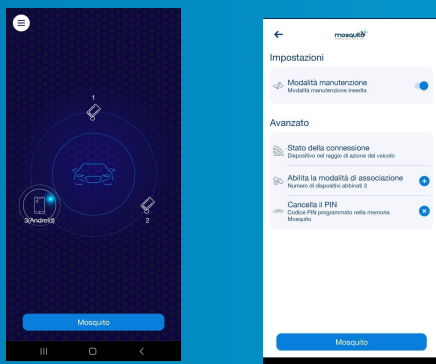 1
3(Android)
2
Mosquito
mosquito
Impostazioni
Modalità manutenzione
Modalità manutenzione inserita
Avanzato
Stato della connessione
Dispositivo nel raggio di azione del veicolo
Abilita la modalità di associazione
Numero di dispositivi abbinati 3
Cancella il PIN
Codice PIN programmato nella memoria
Mosquito
Mosquito